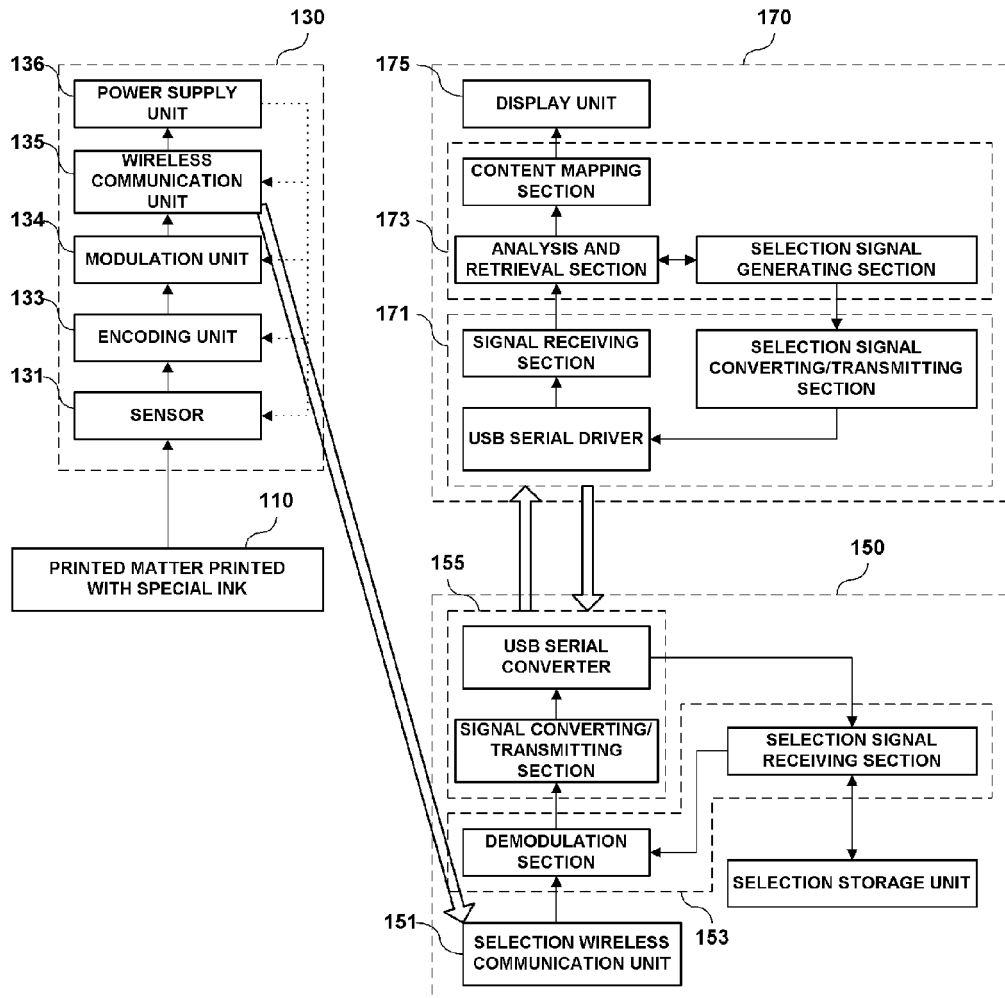 130
136
POWER SUPPLY
UNIT
135
WIRELESS
COMMUNICATION
UNIT
134
MODULATION UNIT
133
ENCODING UNIT
131
SENSOR
110
PRINTED MATTER PRINTED
WITH SPECIAL INK
170
175
DISPLAY UNIT
CONTENT MAPPING
SECTION
173
ANALYSIS AND
RETRIEVAL SECTION
SELECTION SIGNAL
GENERATING SECTION
171
SIGNAL RECEIVING
SECTION
SELECTION SIGNAL
CONVERTING/TRANSMITTING
SECTION
USB SERIAL DRIVER
155
150
USB SERIAL
CONVERTER
SIGNAL CONVERTING/
TRANSMITTING
SECTION
SELECTION SIGNAL
RECEIVING SECTION
DEMODULATION
SECTION
SELECTION STORAGE UNIT
153
151
SELECTION WIRELESS
COMMUNICATION UNIT